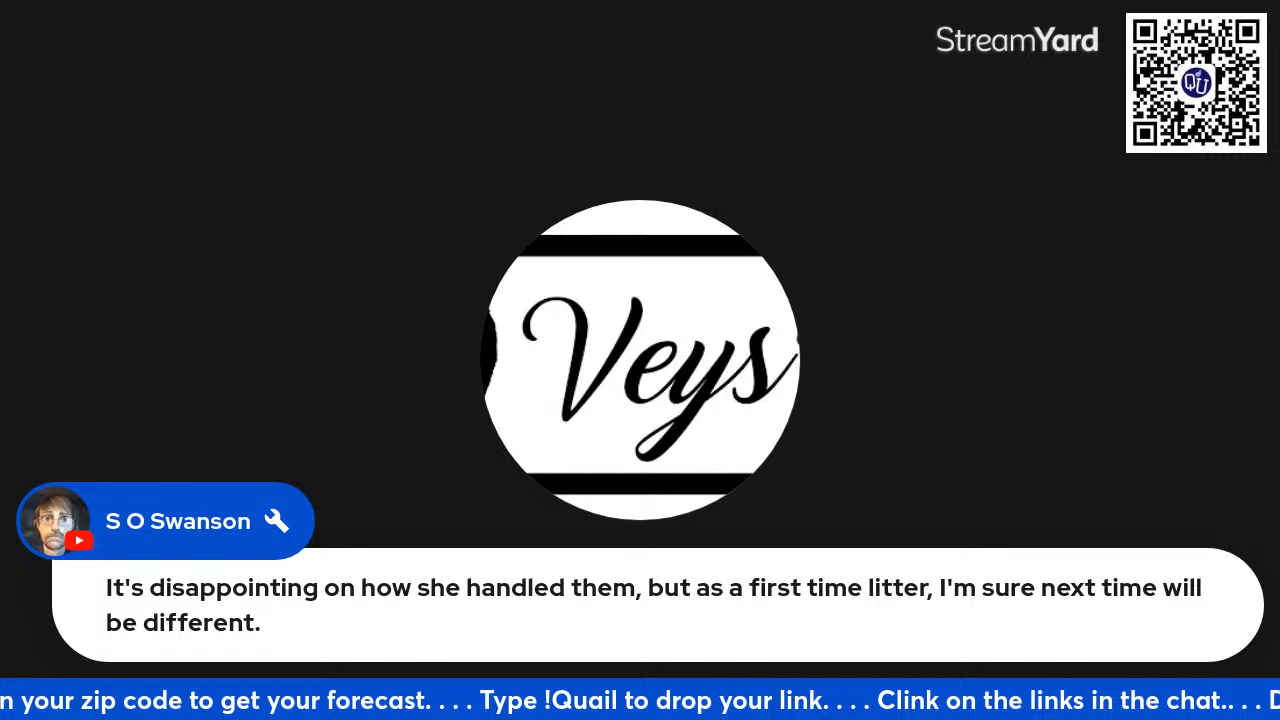 StreamYard
QU
Veys
S O Swanson
It's disappointing on how she handled them, but as a first time litter, I'm sure next time will
be different.
n your zip code to get your forecast. . . . Type !Quail to drop your link. . . . Clink on the links in the chat.. . . D